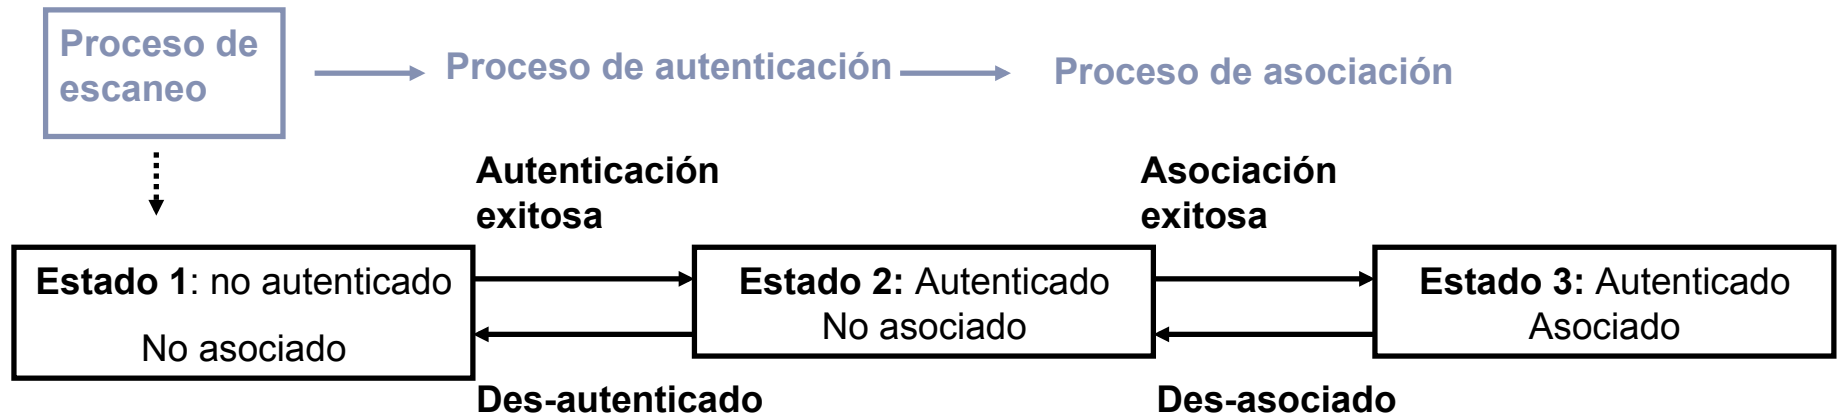 Proceso de
escaneo
Proceso de autenticación
Proceso de asociación
Autenticación
exitosa
Asociación
exitosa
Estado 1: no autenticado
No asociado
Estado 2: Autenticado
No asociado
Estado 3: Autenticado
Asociado
Des-autenticado
Des-asociado